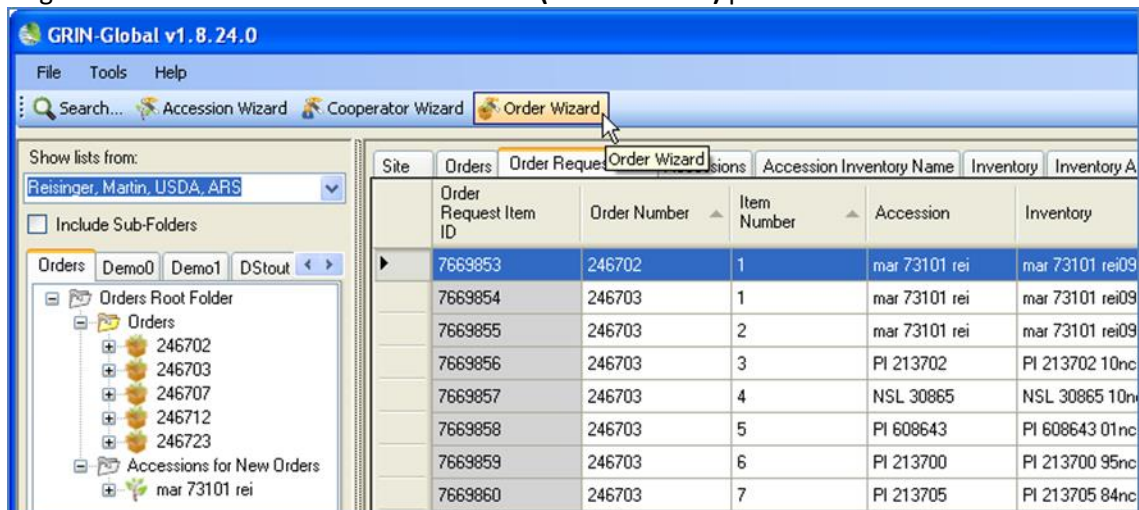 GRIN-Global v1.8.24.0
File Tools Help
Search... Accession Wizard Cooperator Wizard Order Wizard
Show lists from:
Reisinger, Martin, USDA, ARS
Include Sub-Folders
Orders Demo0 Demo1 DStout
Orders Root Folder
Orders
246702
246703
246707
246712
246723
Accessions for New Orders
mar 73101 rei
Order Wizard
Site Orders Order Reques sions Accession Inventory Name Inventory Inventory A
Order Request Item ID Order Number Item Number Accession Inventory
7669853 246702 1 mar 73101 rei mar 73101 rei09
7669854 246703 1 mar 73101 rei mar 73101 rei09
7669855 246703 2 mar 73101 rei mar 73101 rei09
7669856 246703 3 PI 213702 PI 213702 10nc
7669857 246703 4 NSL 30865 NSL 30865 10n
7669858 246703 5 PI 608643 PI 608643 01nc
7669859 246703 6 PI 213700 PI 213700 95nc
7669860 246703 7 PI 213705 PI 213705 84nc